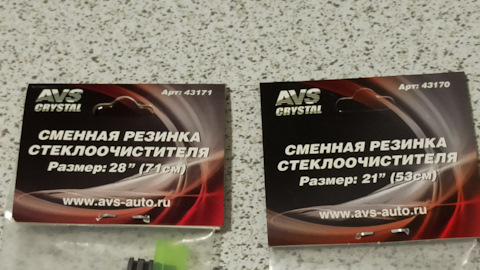 AVS
CRYSTAL
Арт: 43171
СМЕННАЯ РЕЗИНКА
СТЕКЛООЧИСТИТЕЛЯ
Размер: 28” (71см)
www.avs-auto.ru
AVS
CRYSTAL
Арт: 43170
СМЕННАЯ РЕЗИНКА
СТЕКЛООЧИСТИТЕЛЯ
Размер: 21” (53см)
www.avs-auto.ru